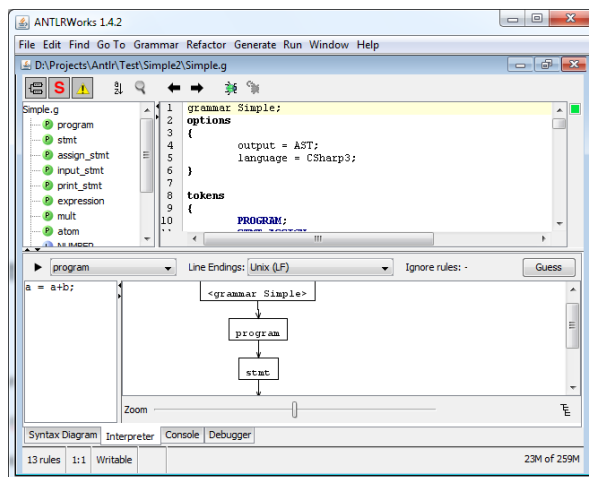 ANTLRWorks 1.4.2
File Edit Find Go To Grammar Refactor Generate Run Window Help
D:\Projects\Antlr\Test\Simple2\Simple.g
Simple.g
program
stmt
assign_stmt
input_stmt
print_stmt
expression
mult
atom
NUMBER
1 grammar Simple;
2 options
3 {
4 output = AST;
5 language = CSharp3;
6 }
7
8 tokens
9 {
10 PROGRAM;
11 STMT_ASSIGN
program
Line Endings: Unix (LF)
Ignore rules: -
Guess
a = a+b;
<grammar Simple>
program
stmt
Zoom
Syntax Diagram Interpreter Console Debugger
13 rules 1:1 Writable 23M of 259M